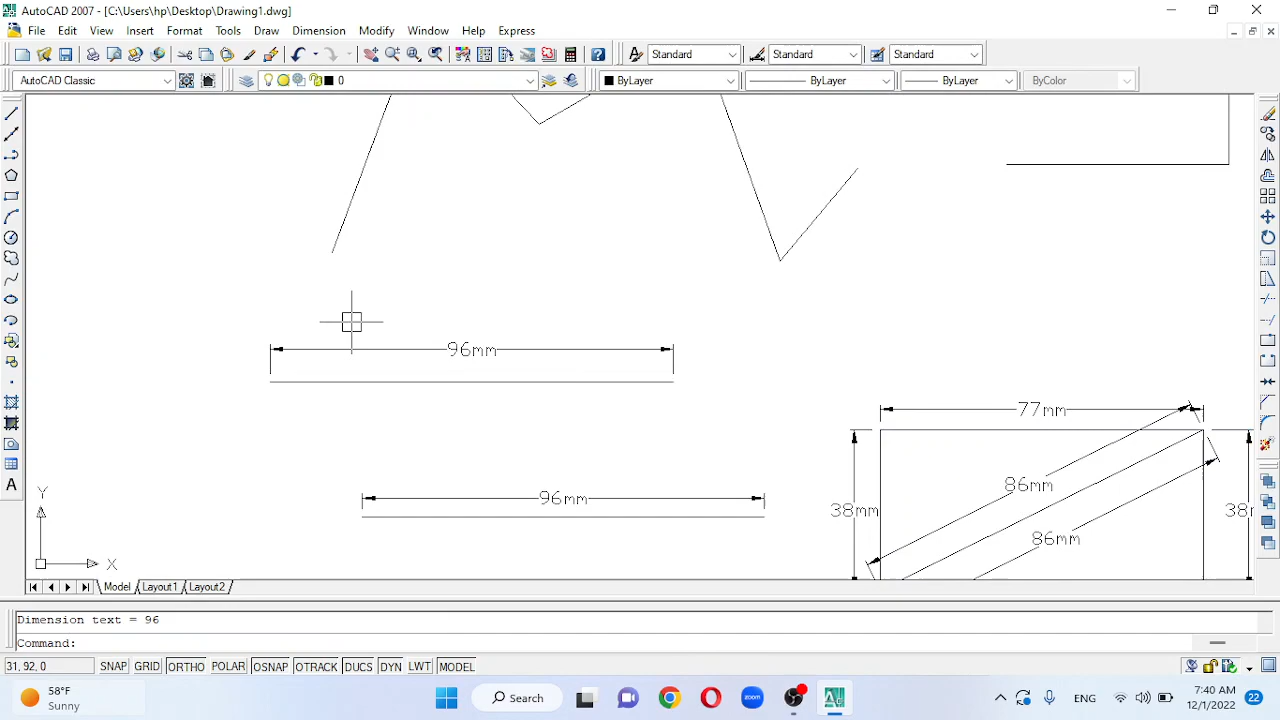 AutoCAD 2007 - [C:\Users\hp\Desktop\Drawing1.dwg]
File Edit View Insert Format Tools Draw Dimension Modify Window Help Express
Standard Standard Standard
AutoCAD Classic 0 ByLayer ByLayer ByLayer ByColor
96mm
77mm
86mm
96mm
38mm
38m
86mm
Y
X
Model Layout1 Layout2
Dimension text = 96
Command:
31, 92, 0 SNAP GRID ORTHO POLAR OSNAP OTRACK DUCS DYN LWT MODEL
58°F
Sunny
Search
zoom
ENG
7:40 AM
12/1/2022
22